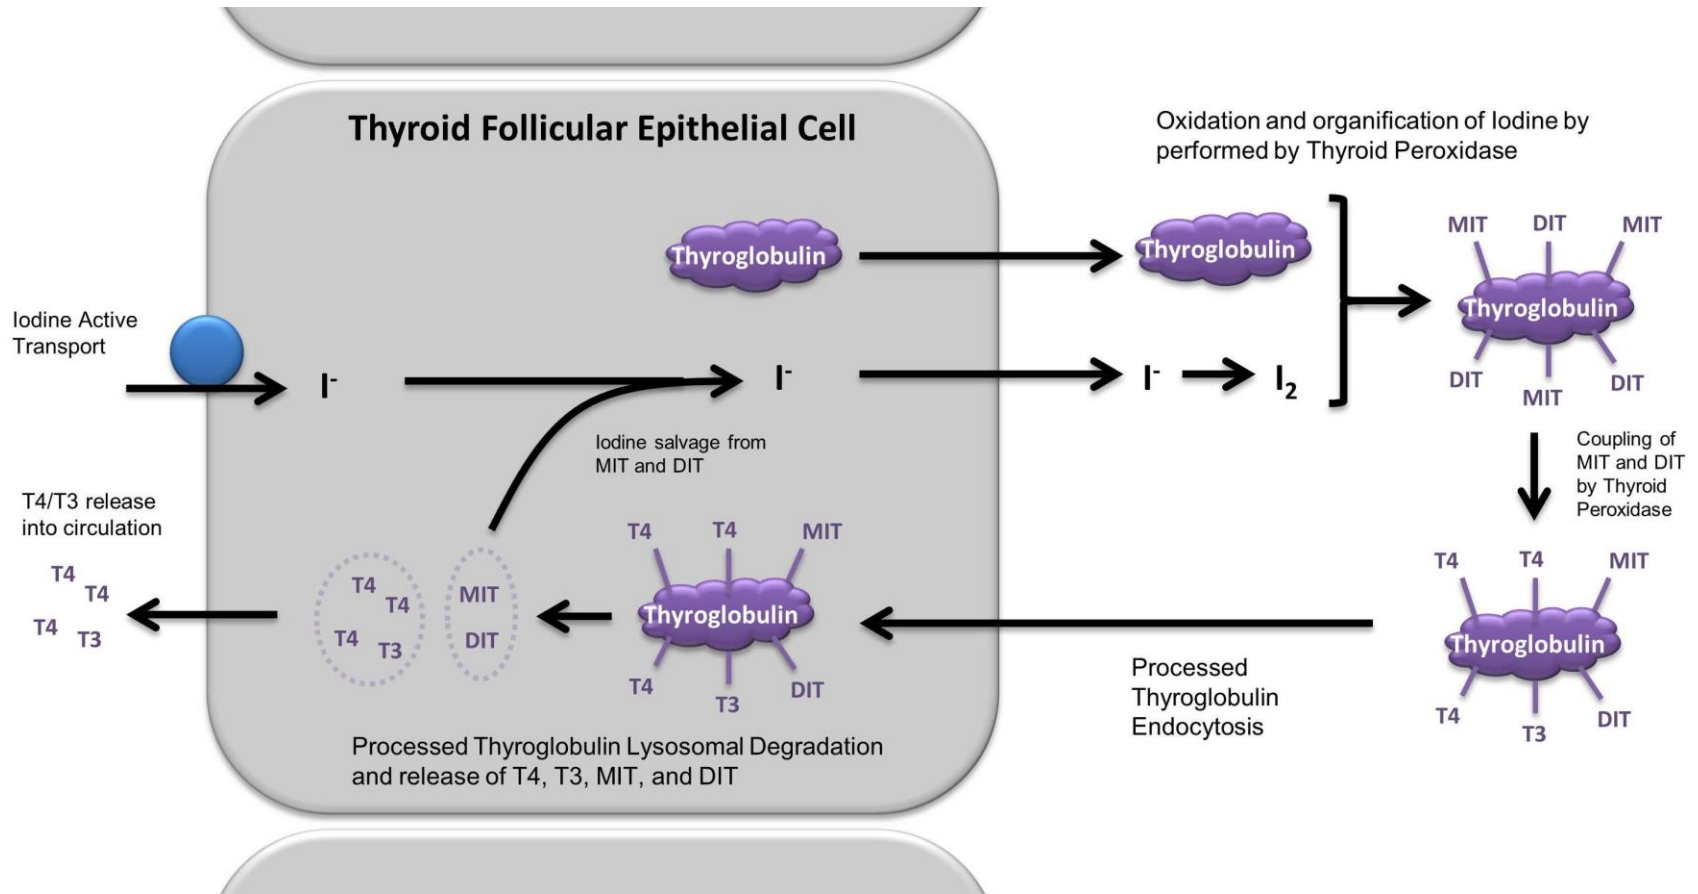 Thyroid Follicular Epithelial Cell
Oxidation and organification of Iodine by
performed by Thyroid Peroxidase
Thyroglobulin
Thyroglobulin
MIT
DIT
MIT
Thyroglobulin
DIT
MIT
DIT
Iodine Active
Transport
I⁻
I⁻
I⁻
I₂
Iodine salvage from
MIT and DIT
Coupling of
MIT and DIT
by Thyroid
Peroxidase
T4/T3 release
into circulation
T4
T4
T4
T3
T4
T4
T4
T3
MIT
DIT
T4
T4
MIT
Thyroglobulin
T4
T3
DIT
T4
T4
MIT
Thyroglobulin
T4
T3
DIT
Processed
Thyroglobulin
Endocytosis
Processed Thyroglobulin Lysosomal Degradation
and release of T4, T3, MIT, and DIT